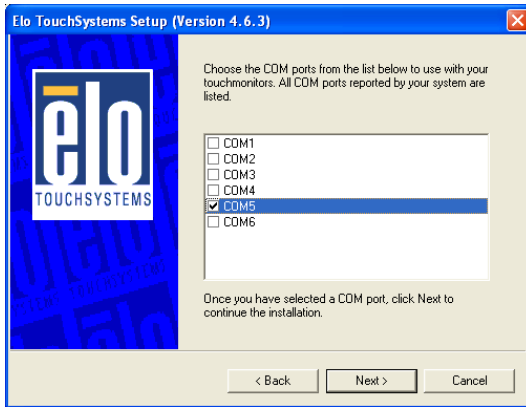 Elo TouchSystems Setup (Version 4.6.3)
elo
TOUCHSYSTEMS
Choose the COM ports from the list below to use with your
touchmonitors. All COM ports reported by your system are
listed.
COM1
COM2
COM3
COM4
COM5
COM6
Once you have selected a COM port, click Next to
continue the installation.
< Back
Next >
Cancel